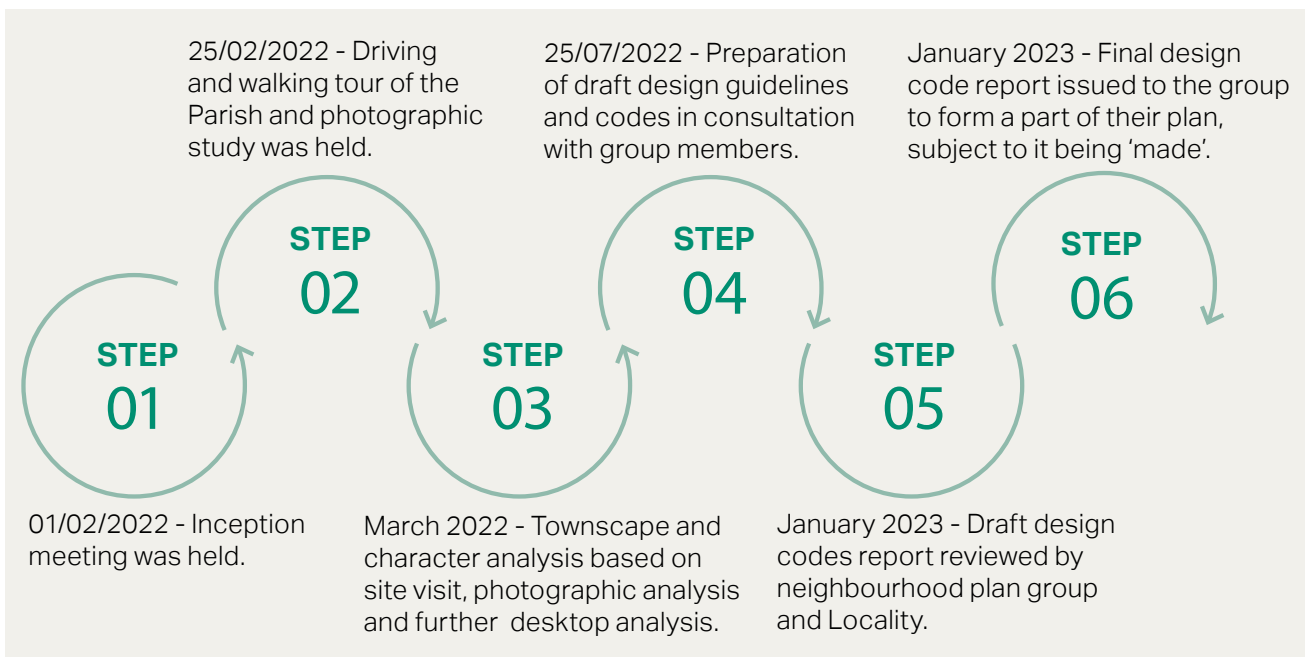 STEP
01
01/02/2022 - Inception
meeting was held.
25/02/2022 - Driving
and walking tour of the
Parish and photographic
study was held.
STEP
02
STEP
03
March 2022 - Townscape and
character analysis based on
site visit, photographic analysis
and further desktop analysis.
25/07/2022 - Preparation
of draft design guidelines
and codes in consultation
with group members.
STEP
04
STEP
05
January 2023 - Draft design
codes report reviewed by
neighbourhood plan group
and Locality.
January 2023 - Final design
code report issued to the group
to form a part of their plan,
subject to it being ‘made’.
STEP
06